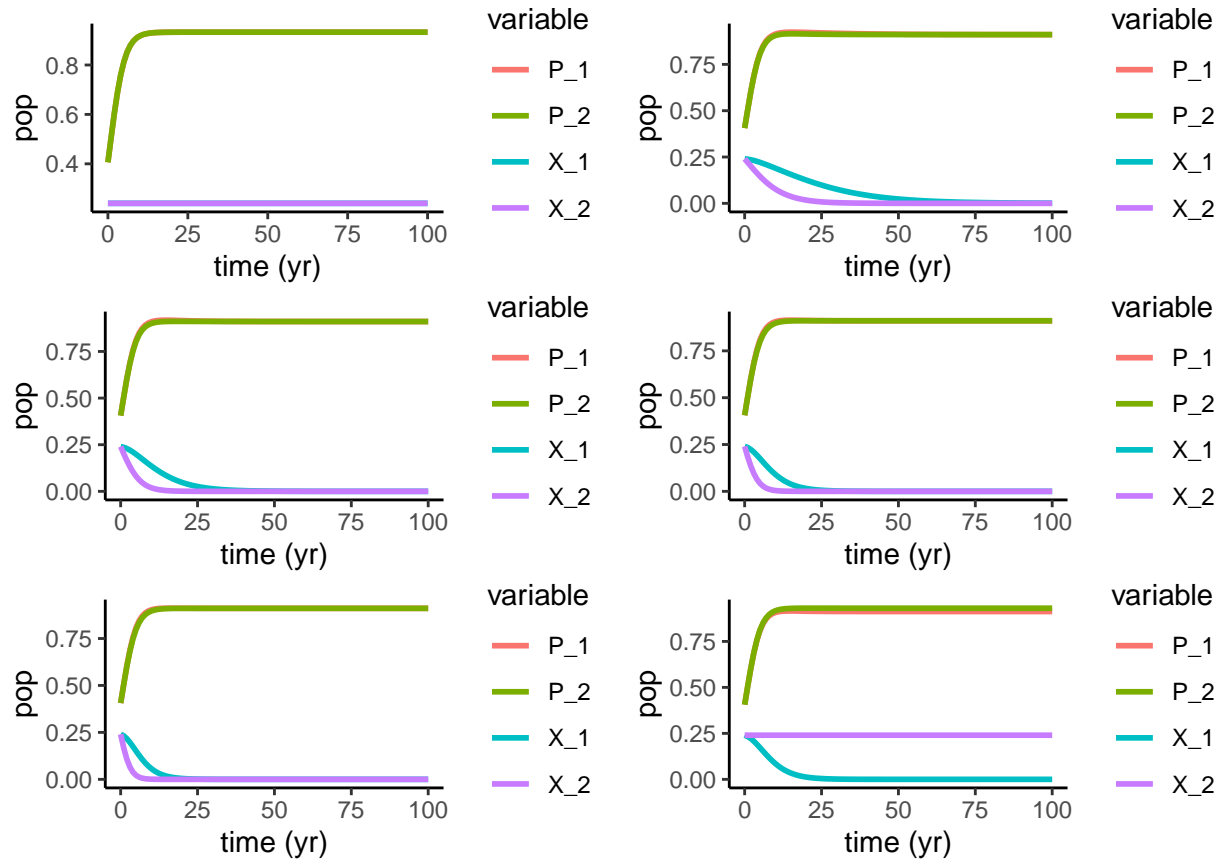 variable
pop
0.8
0.6
0.4
P_1
P_2
X_1
X_2
0 25 50 75 100
time (yr)
variable
pop
0.75
0.50
0.25
0.00
P_1
P_2
X_1
X_2
0 25 50 75 100
time (yr)
variable
pop
0.75
0.50
0.25
0.00
P_1
P_2
X_1
X_2
0 25 50 75 100
time (yr)
variable
pop
0.75
0.50
0.25
0.00
P_1
P_2
X_1
X_2
0 25 50 75 100
time (yr)
variable
pop
0.75
0.50
0.25
0.00
P_1
P_2
X_1
X_2
0 25 50 75 100
time (yr)
variable
pop
0.75
0.50
0.25
0.00
P_1
P_2
X_1
X_2
0 25 50 75 100
time (yr)